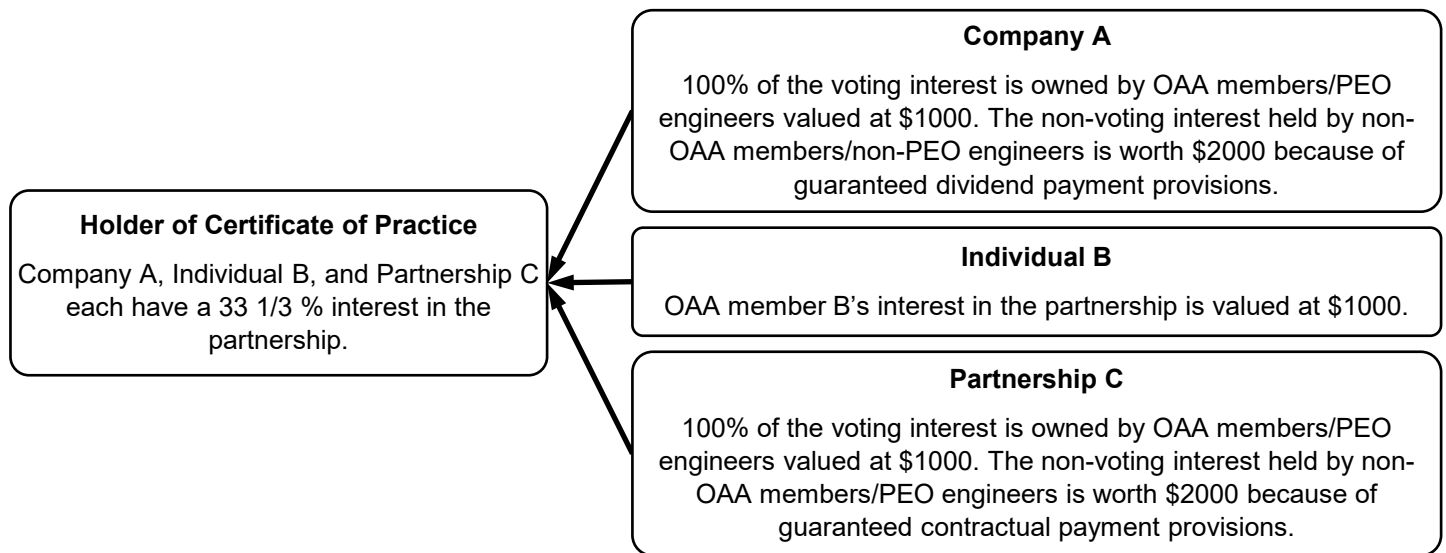 Holder of Certificate of Practice
Company A, Individual B, and Partnership C
each have a 33 1/3 % interest in the
partnership.
Company A
100% of the voting interest is owned by OAA members/PEO
engineers valued at $1000. The non-voting interest held by non-
OAA members/non-PEO engineers is worth $2000 because of
guaranteed dividend payment provisions.
Individual B
OAA member B’s interest in the partnership is valued at $1000.
Partnership C
100% of the voting interest is owned by OAA members/PEO
engineers valued at $1000. The non-voting interest held by non-
OAA members/PEO engineers is worth $2000 because of
guaranteed contractual payment provisions.